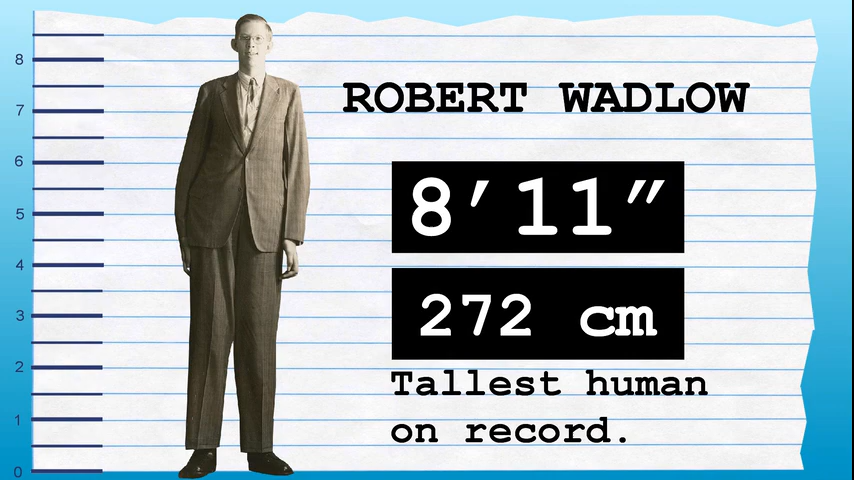 ROBERT WADLOW
8′11″
272 cm
Tallest human
on record.
8
7
6
5
4
3
2
1
0